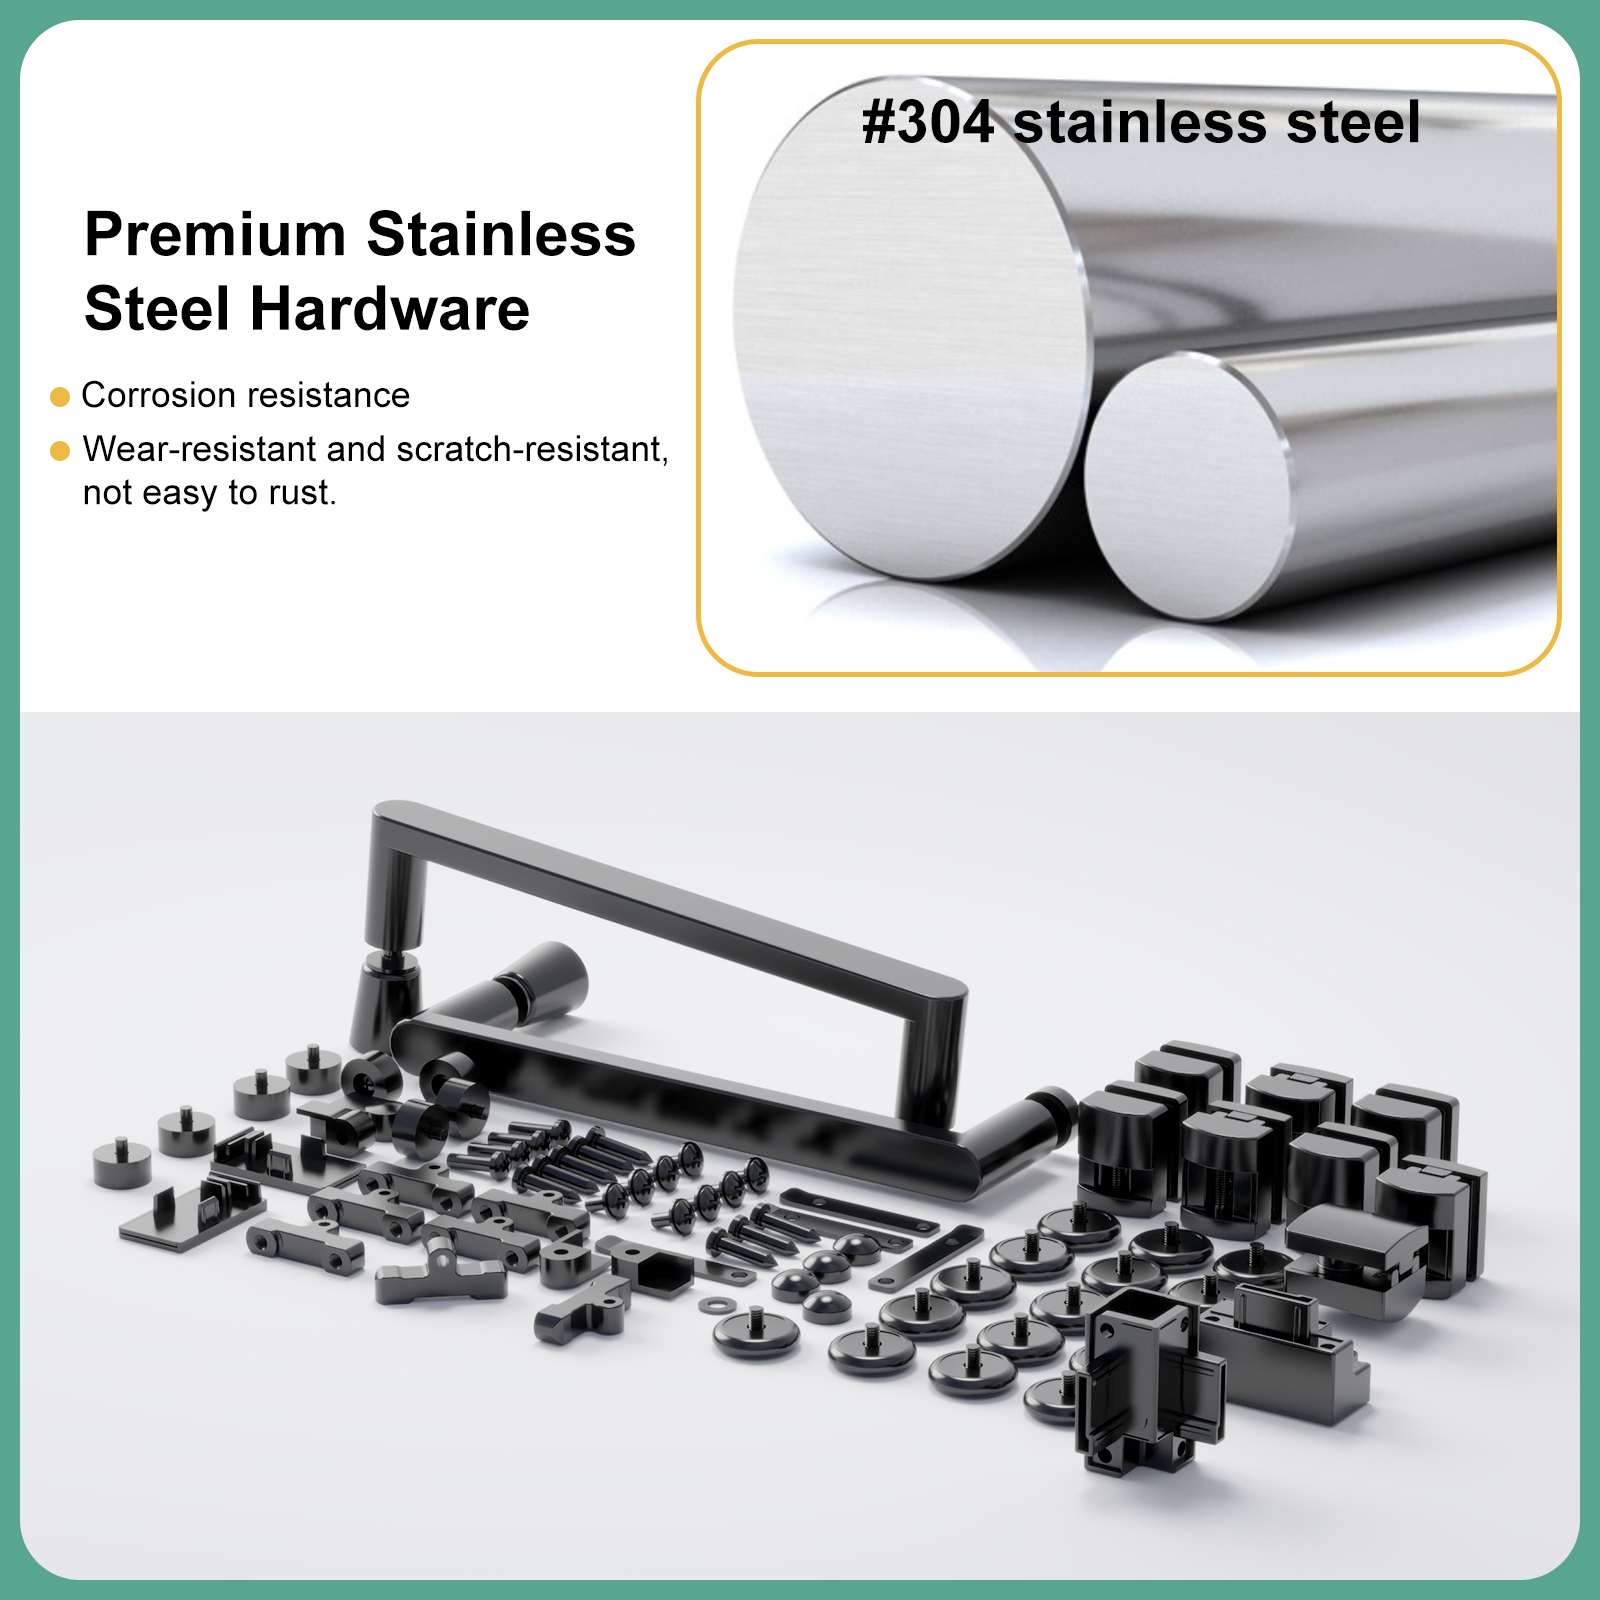 #304 stainless steel
Premium Stainless
Steel Hardware
Corrosion resistance
Wear-resistant and scratch-resistant,
not easy to rust.